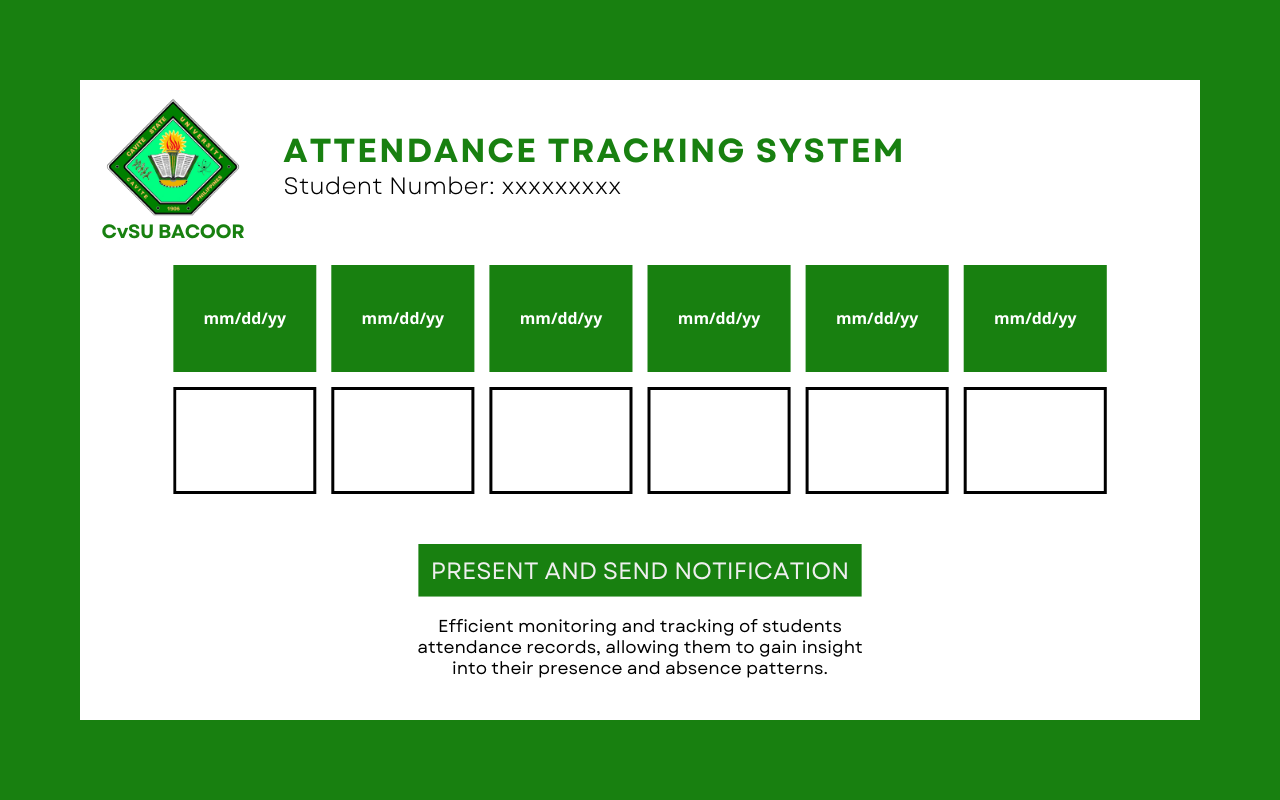 CAVITE STATE UNIVERSITY
CAVITE PHILIPPINES
1906
CvSU BACOOR
ATTENDANCE TRACKING SYSTEM
Student Number: xxxxxxxxx
mm/dd/yy mm/dd/yy mm/dd/yy mm/dd/yy mm/dd/yy mm/dd/yy
PRESENT AND SEND NOTIFICATION
Efficient monitoring and tracking of students
attendance records, allowing them to gain insight
into their presence and absence patterns.